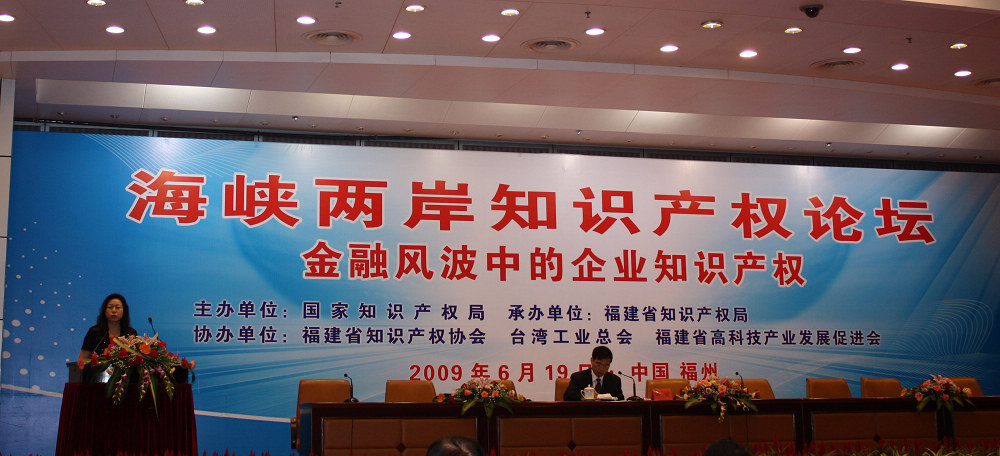 海峡两岸知识产权论坛
金融风波中的企业知识产权
主办单位：国家知识产权局 承办单位：福建省知识产权局
协办单位：福建省知识产权协会 台湾工业总会 福建省高科技产业发展促进会
2009年6月19日 中国 福州